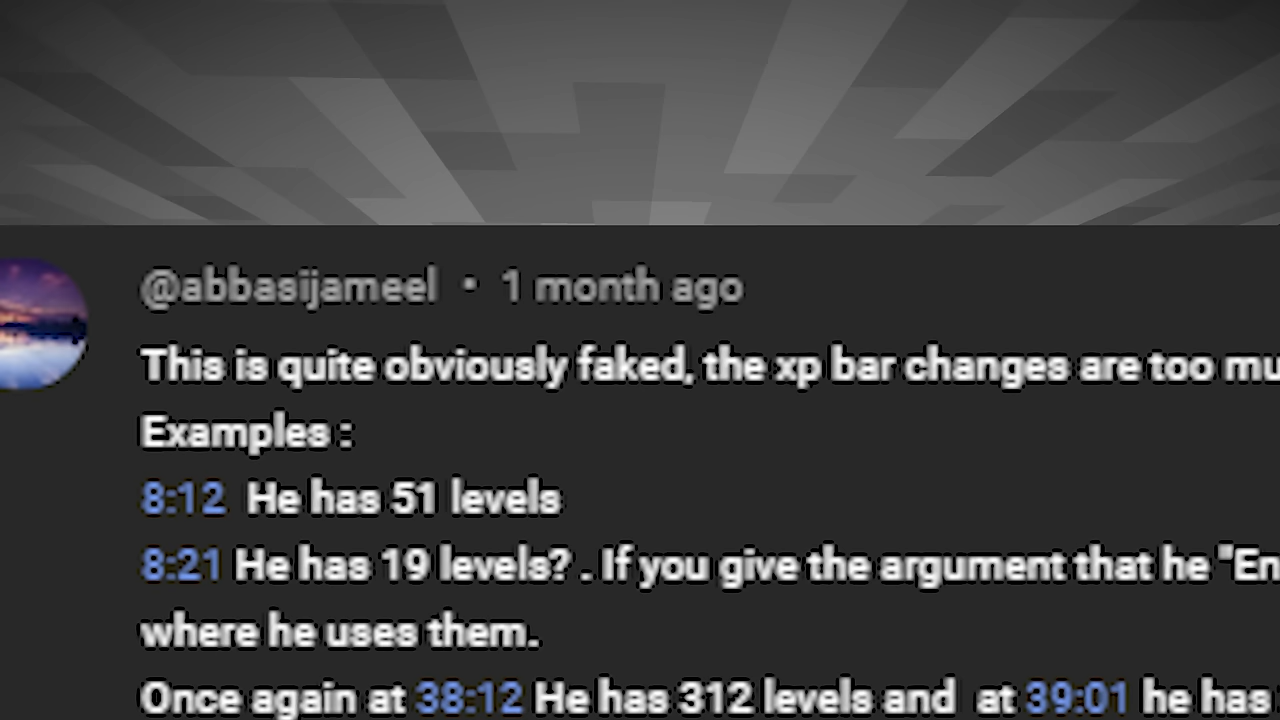 @abbasijameel • 1 month ago
This is quite obviously faked, the xp bar changes are too
Examples :
8:12 He has 51 levels
8:21 He has 19 levels? . If you give the argument that he
where he uses them.
Once again at 38:12 He has 312 levels and at 39:01 he has